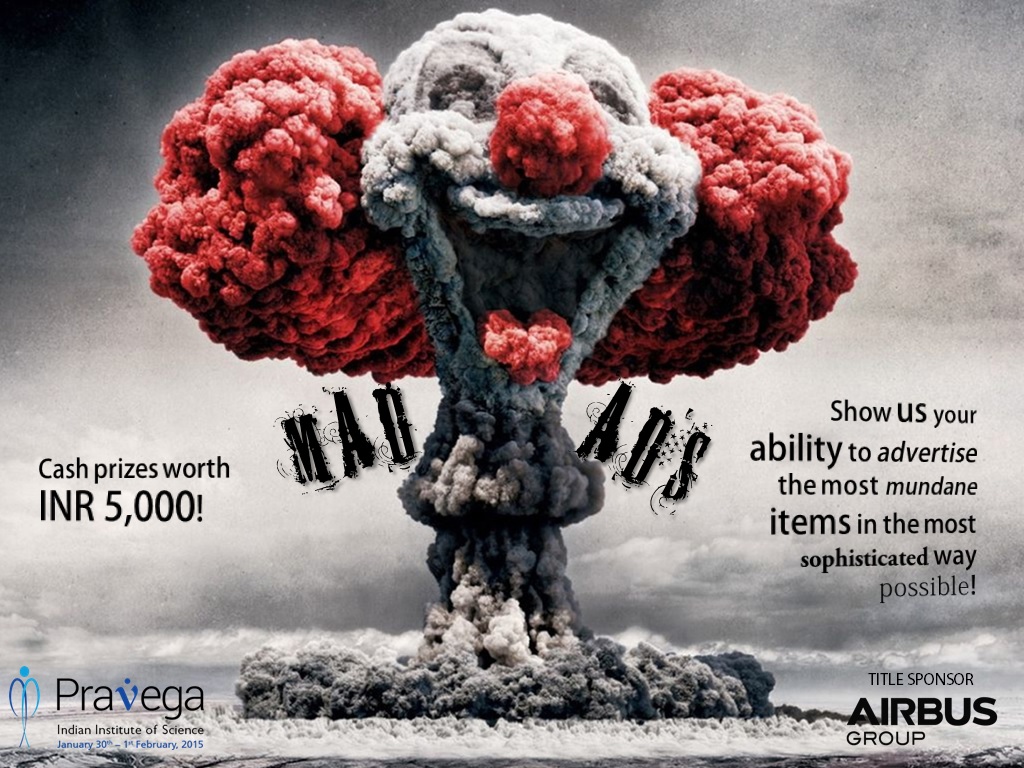 MAD ADS
Cash prizes worth
INR 5,000!
Show us your
ability to advertise
the most mundane
items in the most
sophisticated way
possible!
Pravega
Indian Institute of Science
January 30th – 1st February, 2015
TITLE SPONSOR
AIRBUS
GROUP